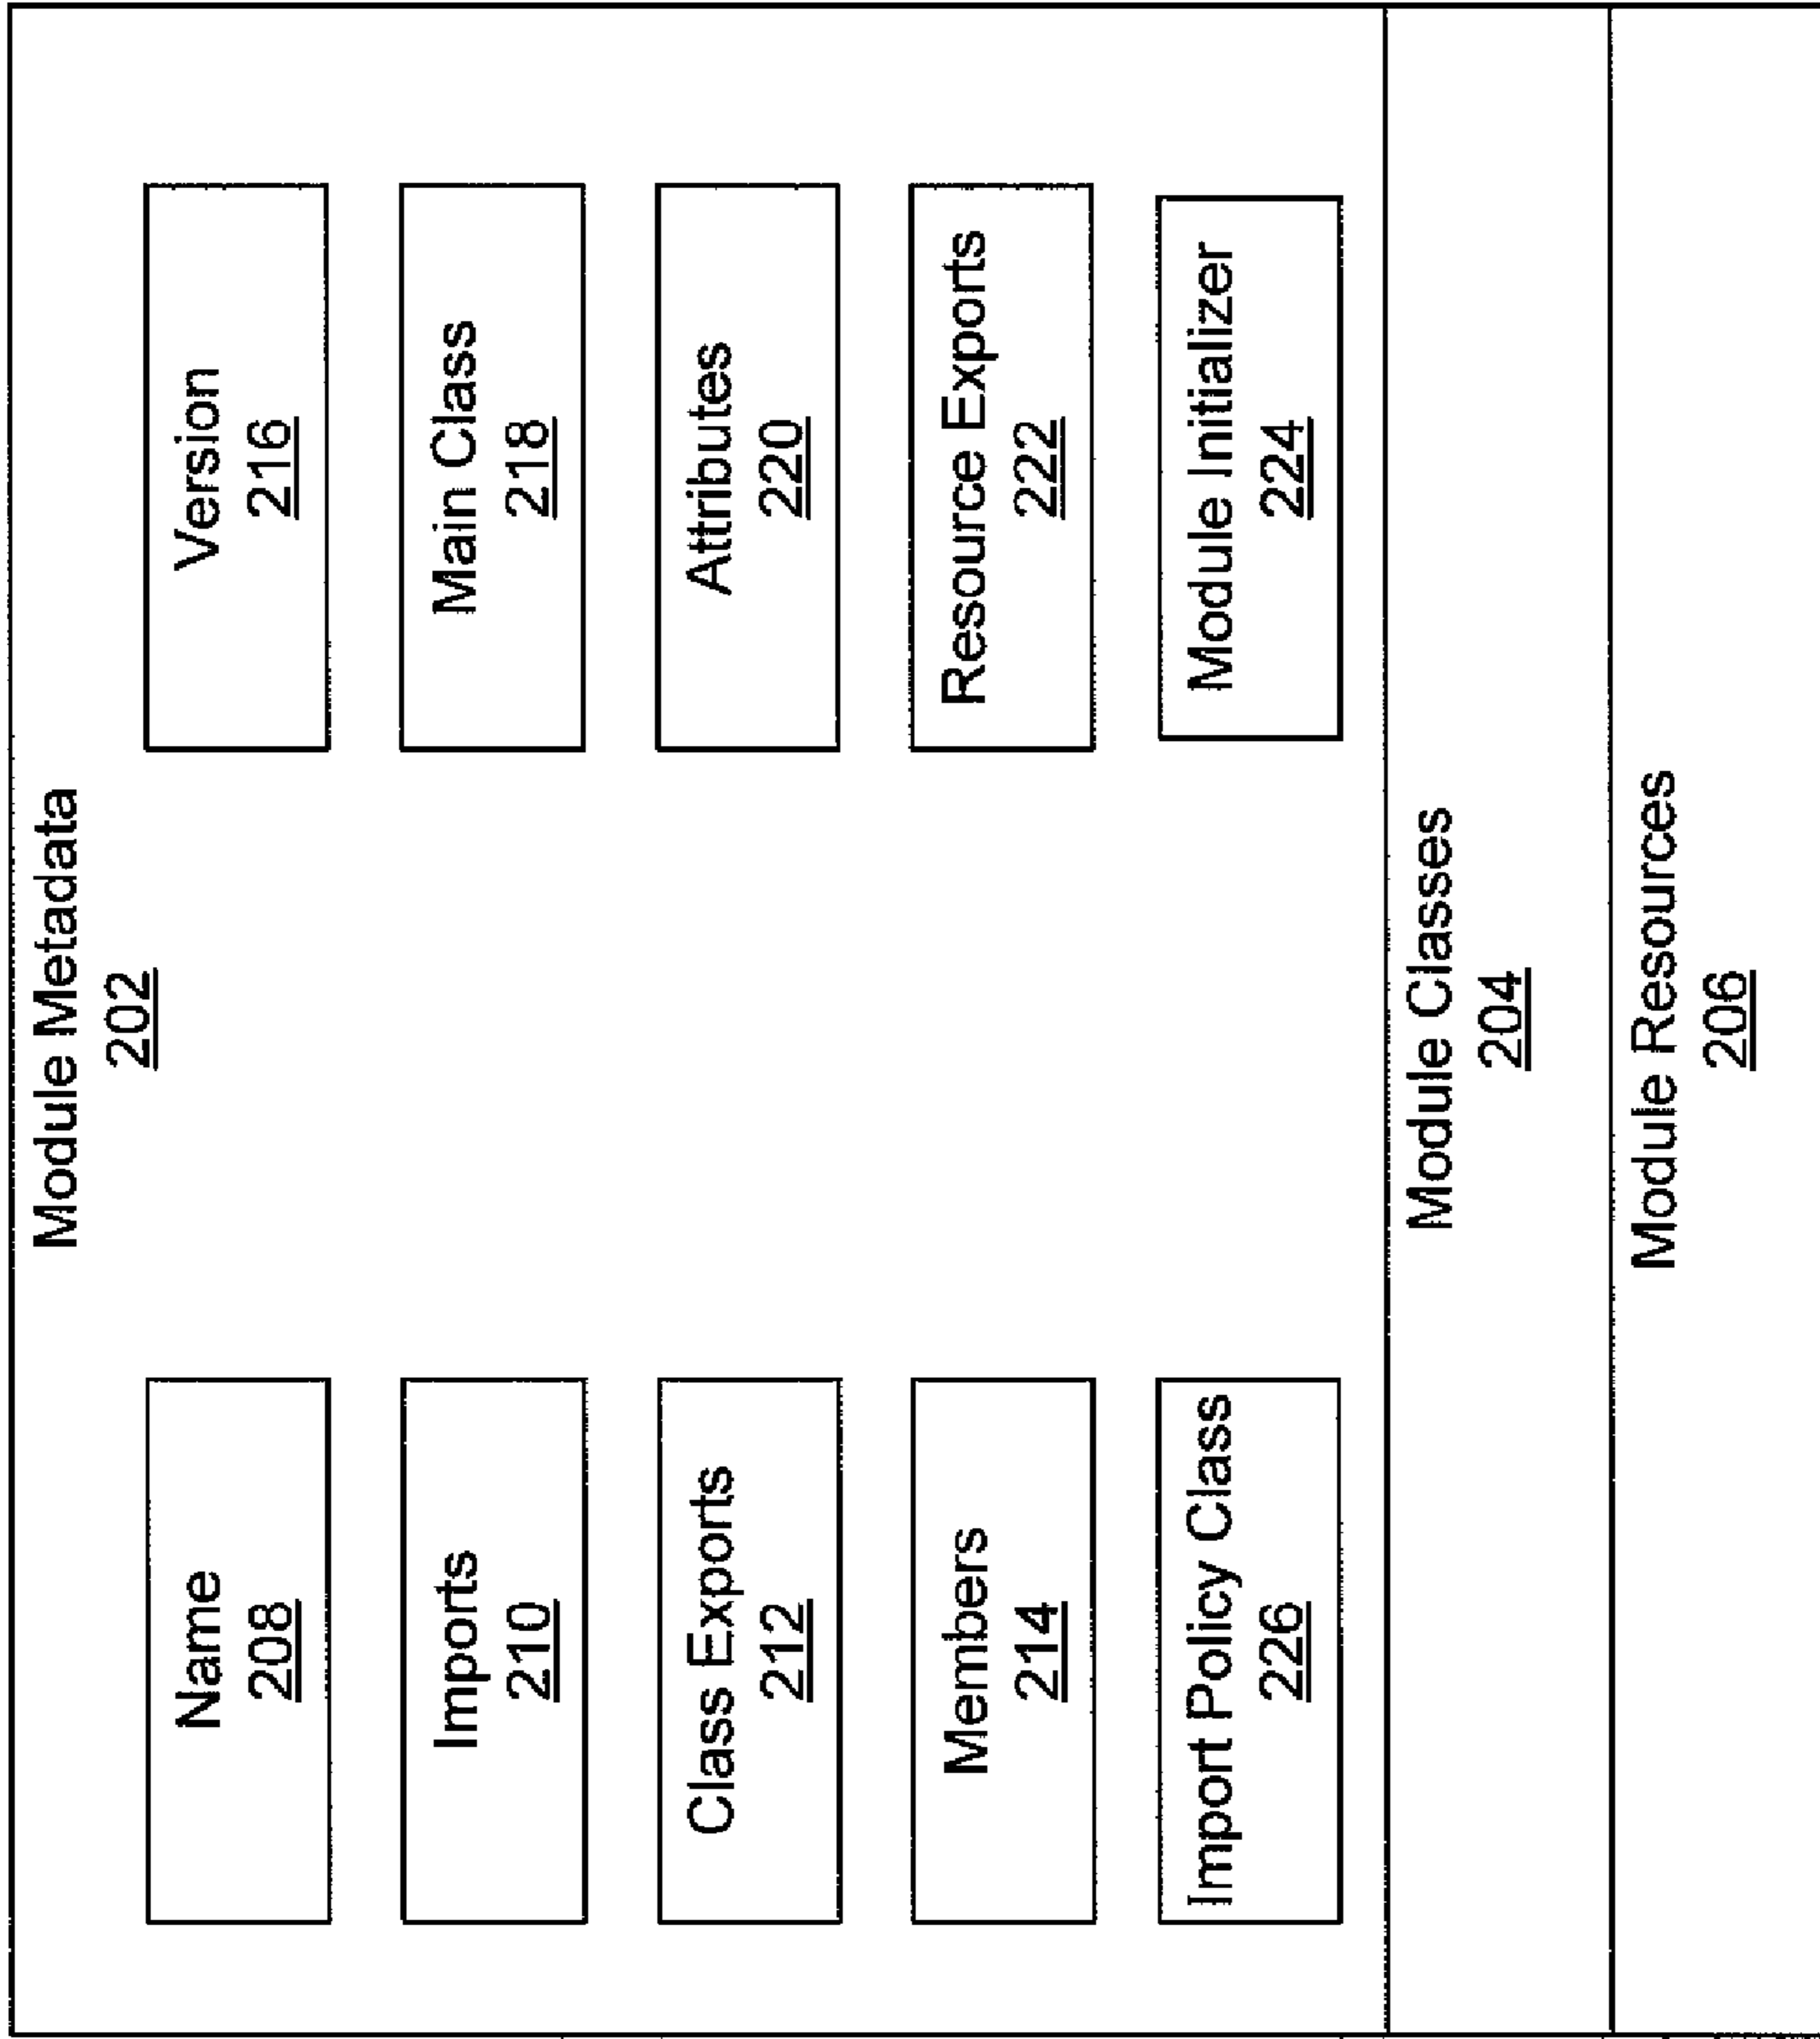 Module Metadata
202
Name
208
Version
216
Imports
210
Main Class
218
Class Exports
212
Attributes
220
Members
214
Resource Exports
222
Import Policy Class
226
Module Initializer
224
Module Classes
204
Module Resources
206